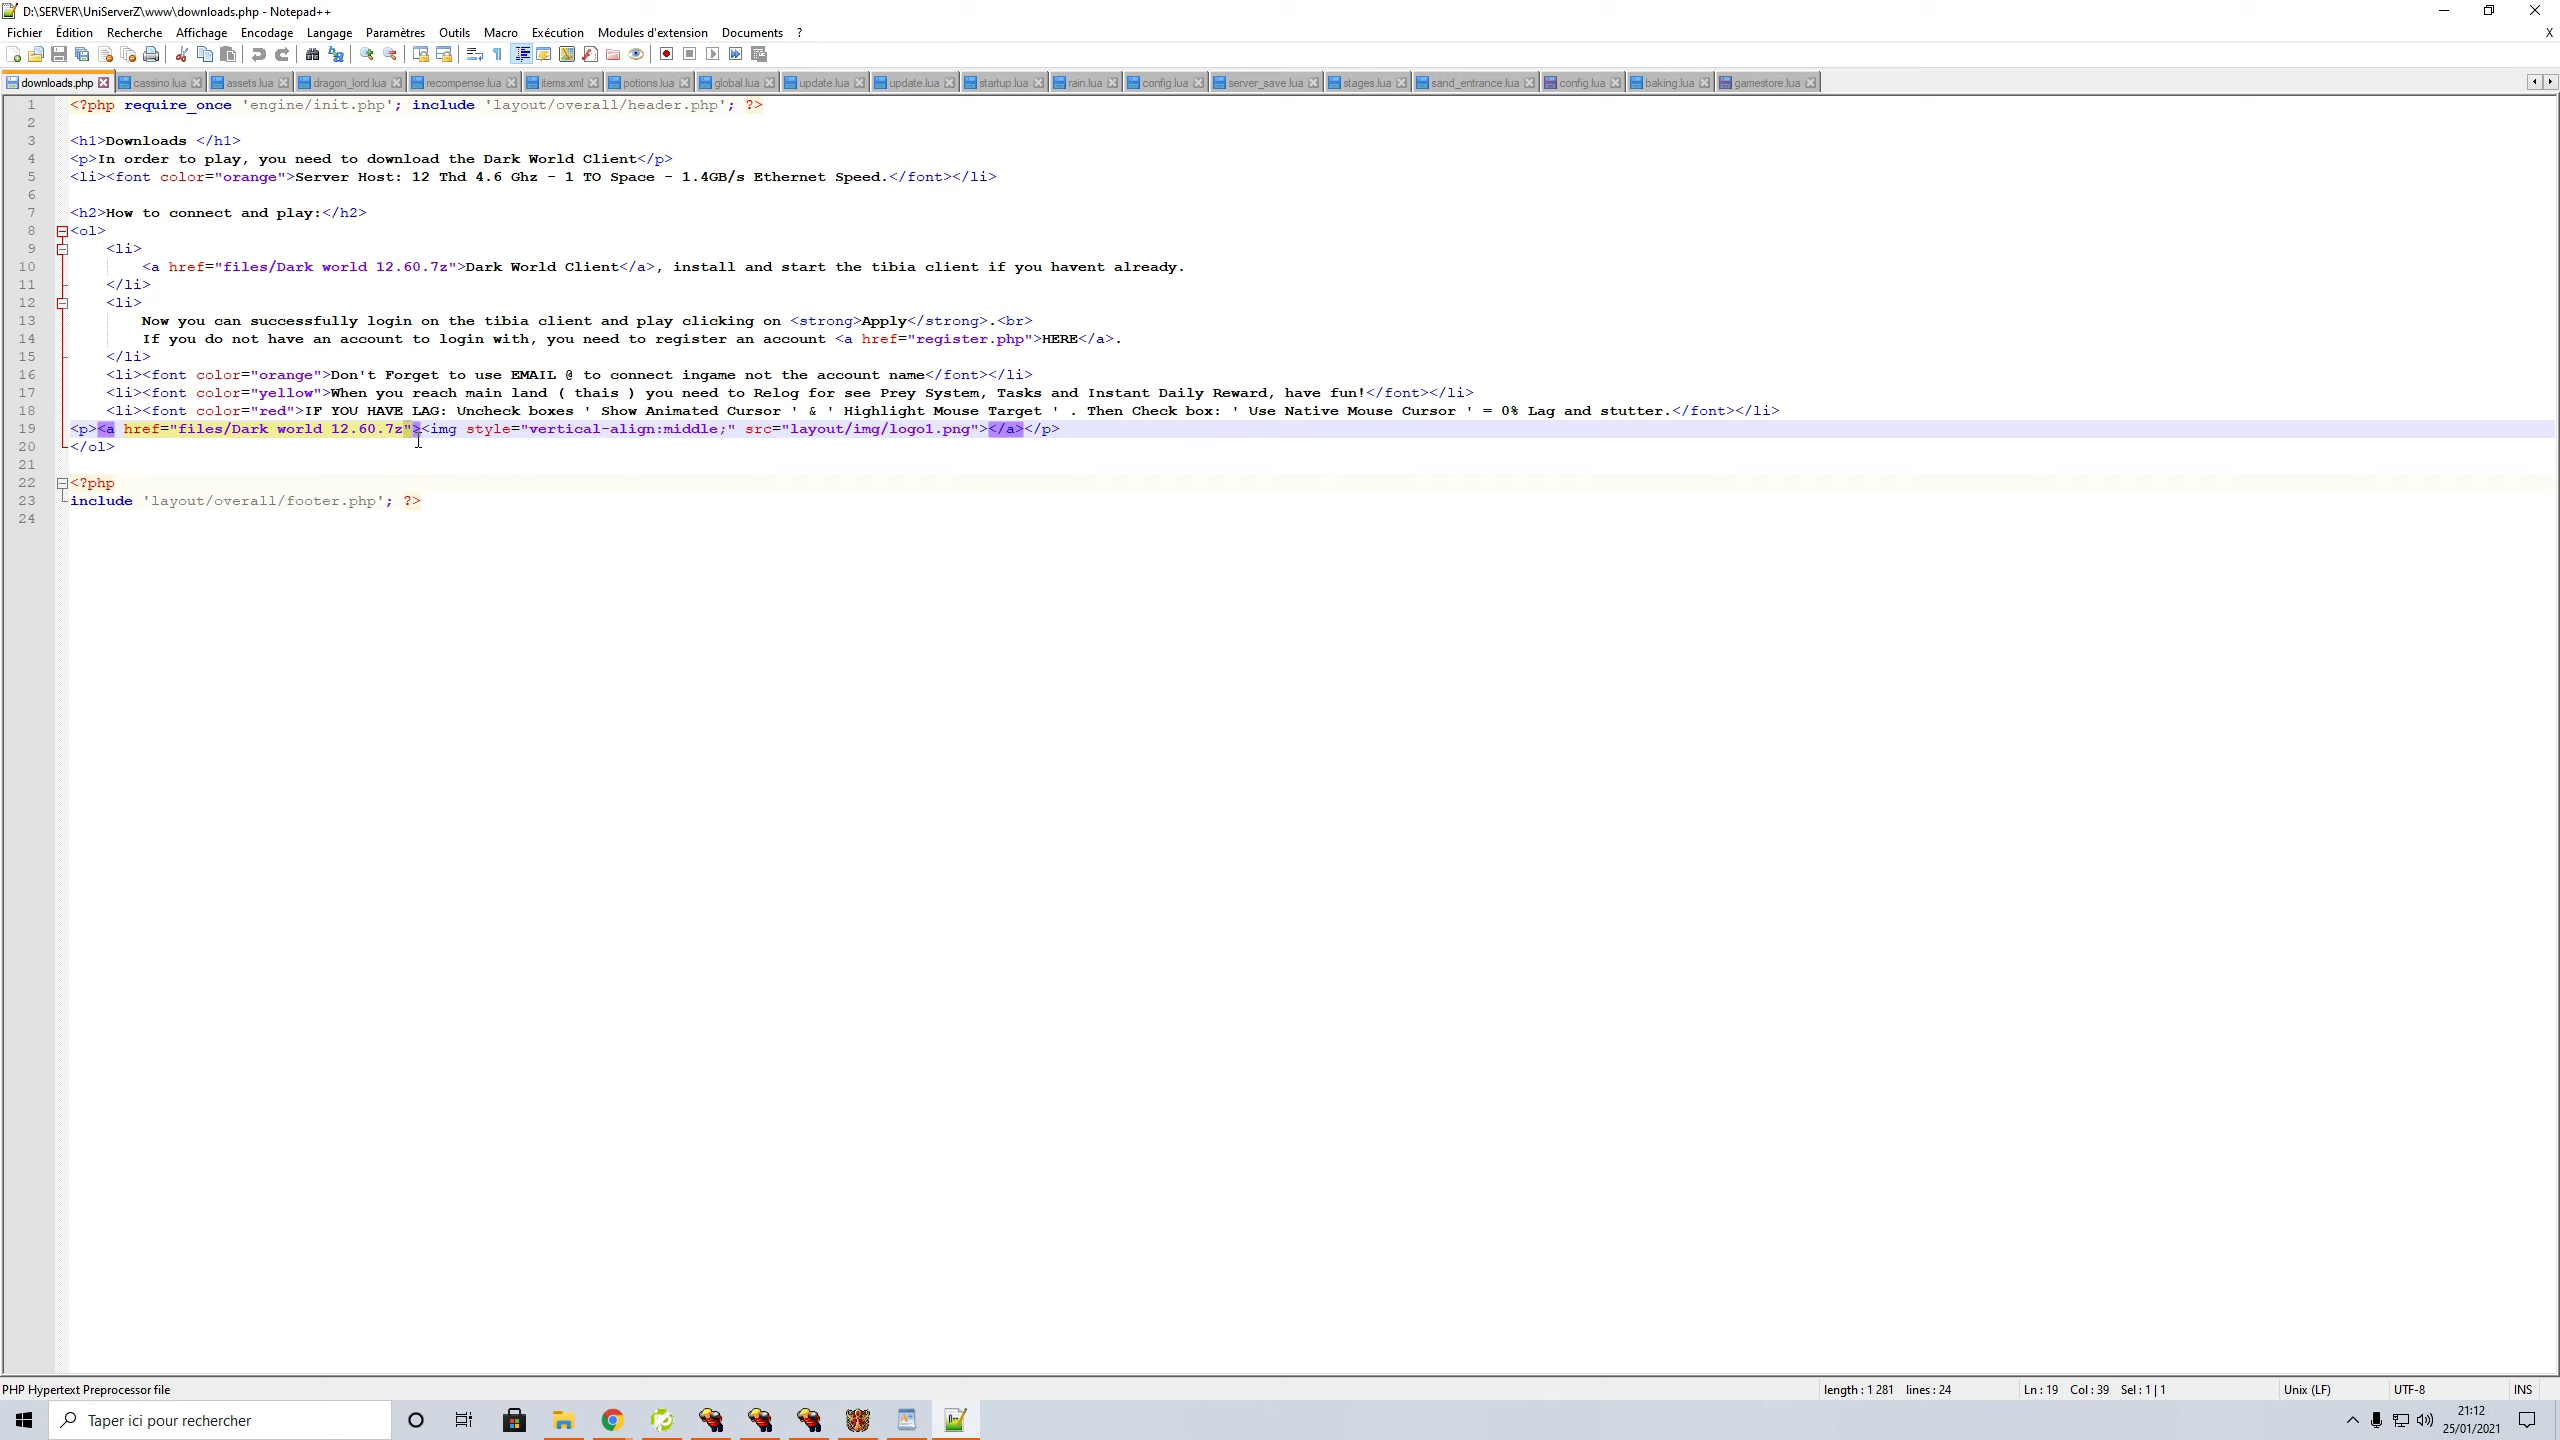 D:\SERVER\UniServerZ\www\downloads.php - Notepad++
Fichier Édition Recherche Affichage Encodage Langage Paramètres Outils Macro Exécution Modules d'extension Documents ? X
downloads.php cassino.lua assets.lua dragon_lord.lua recompense.lua items.xml potions.lua global.lua update.lua update.lua startup.lua rain.lua config.lua server_save.lua stages.lua sand_entrance.lua config.lua baking.lua gamestore.lua
1 <?php require_once 'engine/init.php'; include 'layout/overall/header.php'; ?>
2
3 <h1>Downloads </h1>
4 <p>In order to play, you need to download the Dark World Client</p>
5 <li><font color="orange">Server Host: 12 Thd 4.6 Ghz - 1 TO Space - 1.4GB/s Ethernet Speed.</font></li>
6
7 <h2>How to connect and play:</h2>
8 <ol>
9 <li>
10 <a href="files/Dark world 12.60.7z">Dark World Client</a>, install and start the tibia client if you havent already.
11 </li>
12 <li>
13 Now you can successfully login on the tibia client and play clicking on <strong>Apply</strong>.<br>
14 If you do not have an account to login with, you need to register an account <a href="register.php">HERE</a>.
15 </li>
16 <li><font color="orange">Don't Forget to use EMAIL @ to connect ingame not the account name</font></li>
17 <li><font color="yellow">When you reach main land ( thais ) you need to Relog for see Prey System, Tasks and Instant Daily Reward, have fun!</font></li>
18 <li><font color="red">IF YOU HAVE LAG: Uncheck boxes ' Show Animated Cursor ' & ' Highlight Mouse Target ' . Then Check box: ' Use Native Mouse Cursor ' = 0% Lag and stutter.</font></li>
19 <p><a href="files/Dark world 12.60.7z"><img style="vertical-align:middle;" src="layout/img/logo1.png"></a></p>
20 </ol>
21
22 <?php
23 include 'layout/overall/footer.php'; ?>
24
PHP Hypertext Preprocessor file length : 1 281 lines : 24 Ln : 19 Col : 39 Sel : 1 | 1 Unix (LF) UTF-8 INS
Taper ici pour rechercher
21:12
25/01/2021